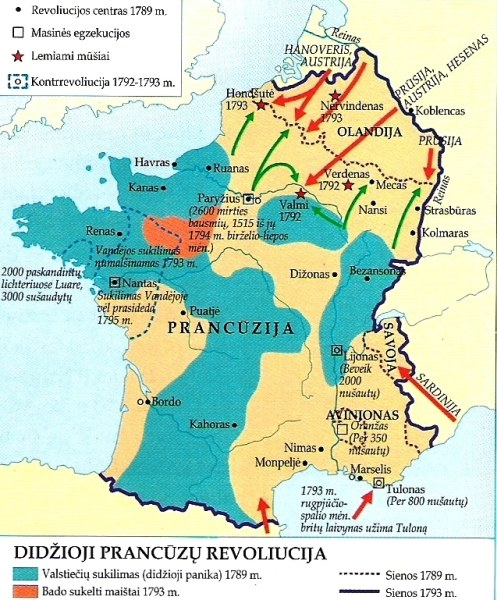 Revoliucijos centras 1789 m.
Masinės egzekucijos
Lemiami mūšiai
Kontrrevoliucija 1792-1793 m.
Reinas
HANOVERIS,
AUSTRIJA
PRŪSIJA,
AUSTRIJA, HESENAS
Hondšutė
1793
Nervindenas
1793
Koblencas
OLANDIJA
PRŪSIJA
Havras
Ruanas
Kanas
Verdenas
1792
Mecas
Reinas
Paryžius
(2600 mirties
bausmių, 1515 iš jų
1794 m. birželio-liepos
mėn.)
Valmi
1792
Nansi
Strasbūras
Kolmaras
Renas
Vandėjos sukilimas
numalšinamas 1793 m.
2000 paskandintų
lichteriuose Luare,
3000 sušaudytų
Nantas
Sukilimas Vandėjoje
vėl prasideda
1795 m.
Dižonas
Bezansonas
Puatjė
PRANCŪZIJA
SAVOJA
Lijonas
(Beveik
2000
nušautų)
SARDINIJA
Bordo
AVINJONAS
Oranžas
(Per 350
nušautų)
Kahoras
Nimas
Monpeljė
Marselis
Tulonas
(Per 800 nušautų)
1793 m.
rugpjūčio-
spalio mėn.
britų laivynas užima Tuloną
DIDŽIOJI PRANCŪZŲ REVOLIUCIJA
Valstiečių sukilimas (didžioji panika) 1789 m.
Sienos 1789 m.
Bado sukelti maištai 1793 m.
Sienos 1793 m.